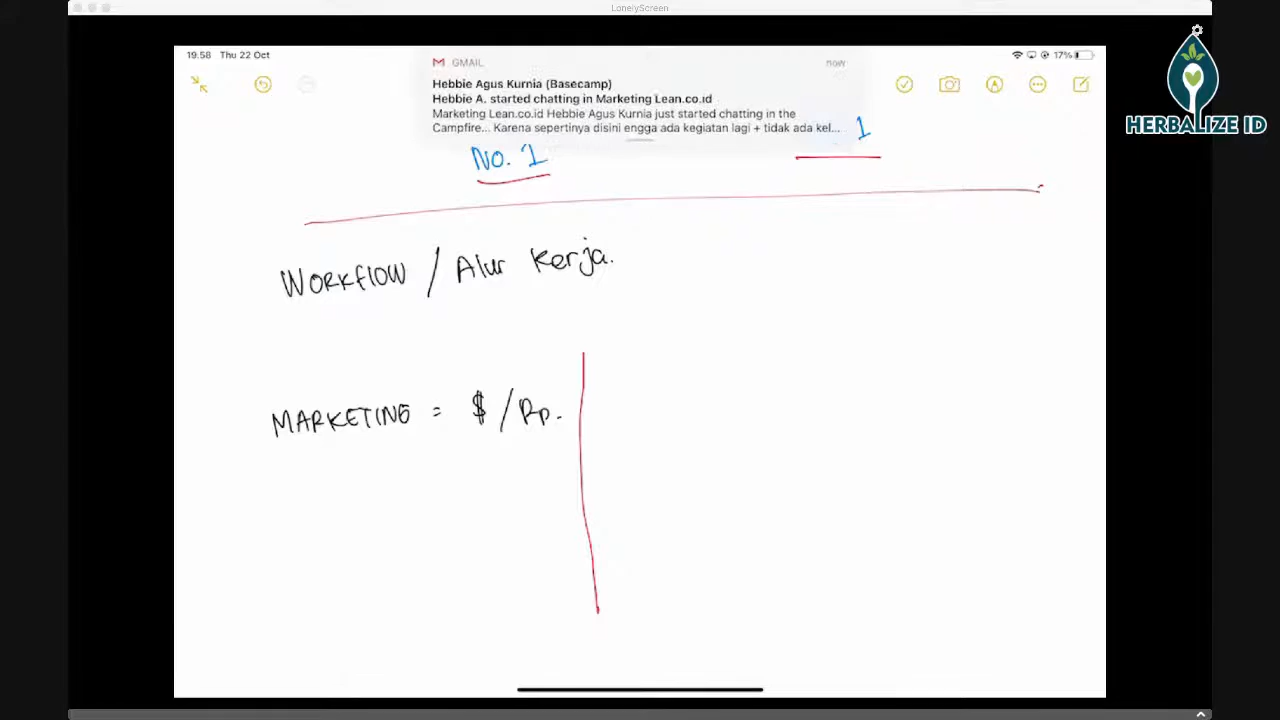 LonelyScreen
19.58 Thu 22 Oct
17%
GMAIL
now
Hebbie Agus Kurnia (Basecamp)
Hebbie A. started chatting in Marketing Lean.co.id
Marketing Lean.co.id Hebbie Agus Kurnia just started chatting in the
Campfire... Karena sepertinya disini engga ada kegiatan lagi + tidak ada kel...
HERBALIZE ID
No. 1
1
WORKFLOW / Alur Kerja.
MARKETING = $ /Rp.